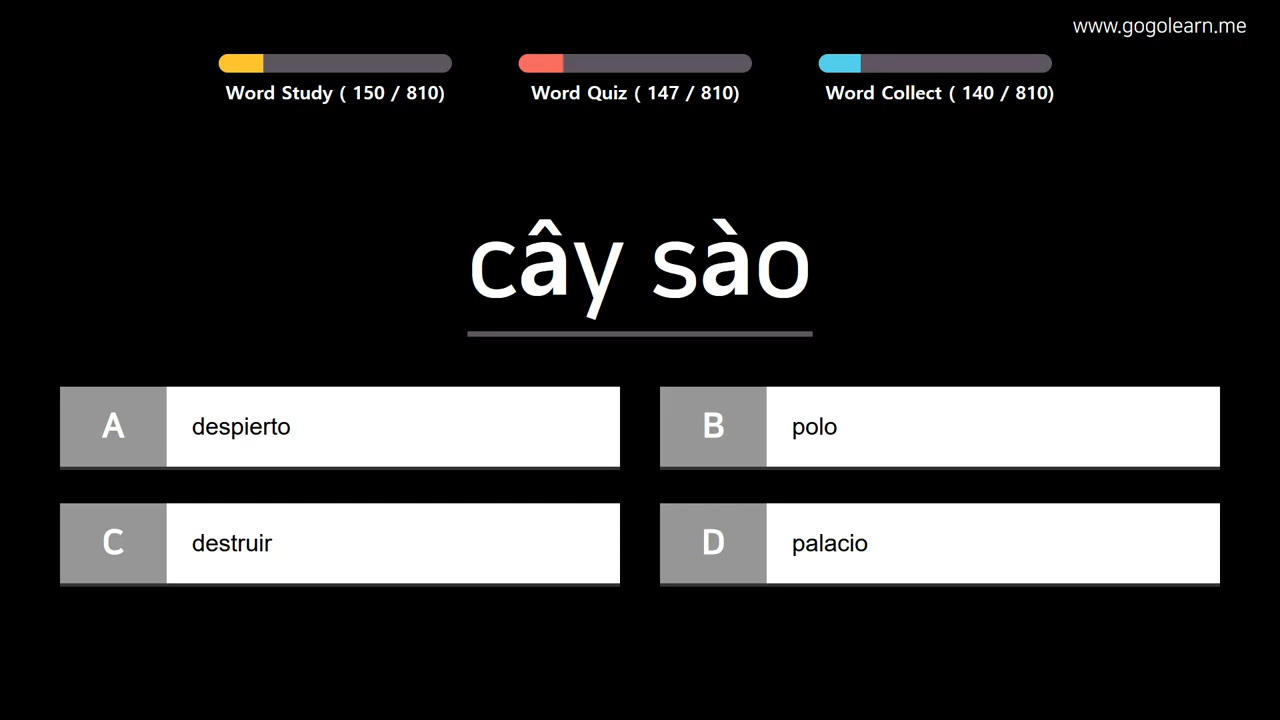 www.gogolearn.me
Word Study ( 150 / 810)
Word Quiz ( 147 / 810)
Word Collect ( 140 / 810)
cây sào
A despierto
B polo
C destruir
D palacio